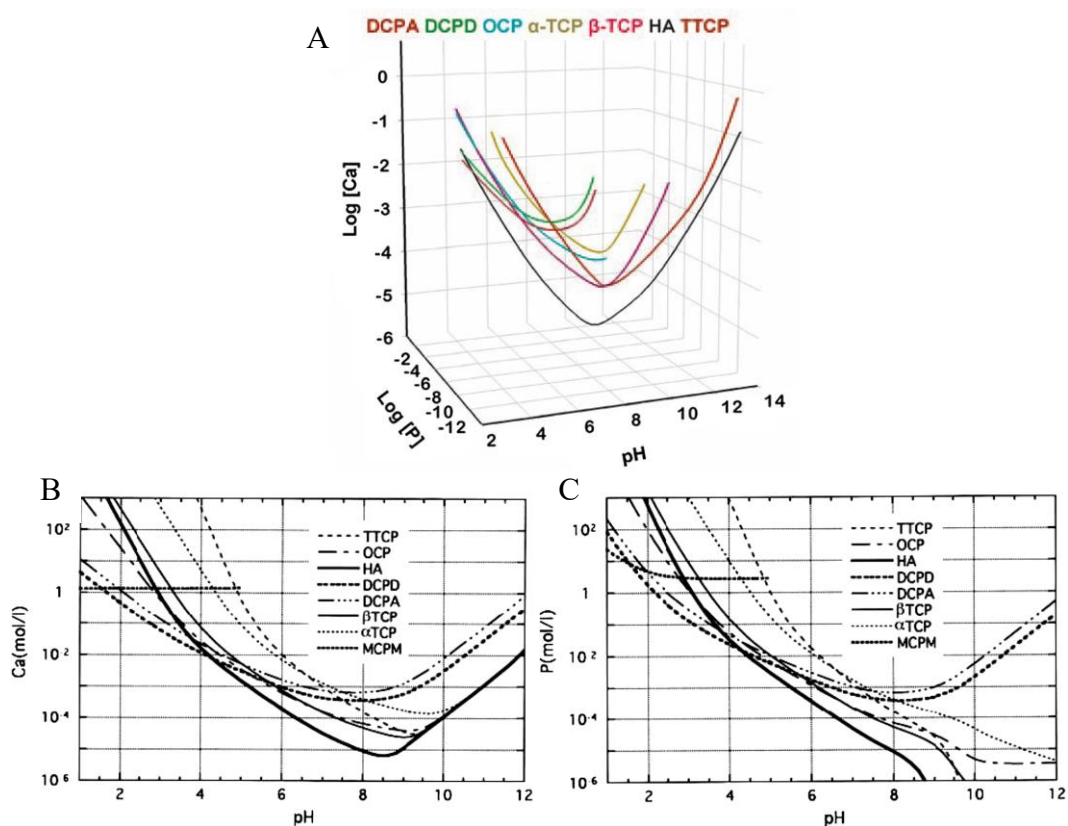 A
DCPA DCPD OCP α-TCP β-TCP HA TTCP
0
-1
-2
-3
-4
-5
-6
Log [Ca]
-2
-4
-6
-8
-10
-12
Log [P]
2 4 6 8 10 12 14
pH
B
10²
1
10⁻²
10⁻⁴
10⁻⁶
Ca(mol/l)
TTCP
OCP
HA
DCPD
DCPA
βTCP
αTCP
MCPM
2 4 6 8 10 12
pH
C
10²
1
10⁻²
10⁻⁴
10⁻⁶
P(mol/l)
TTCP
OCP
HA
DCPD
DCPA
βTCP
αTCP
MCPM
2 4 6 8 10 12
pH